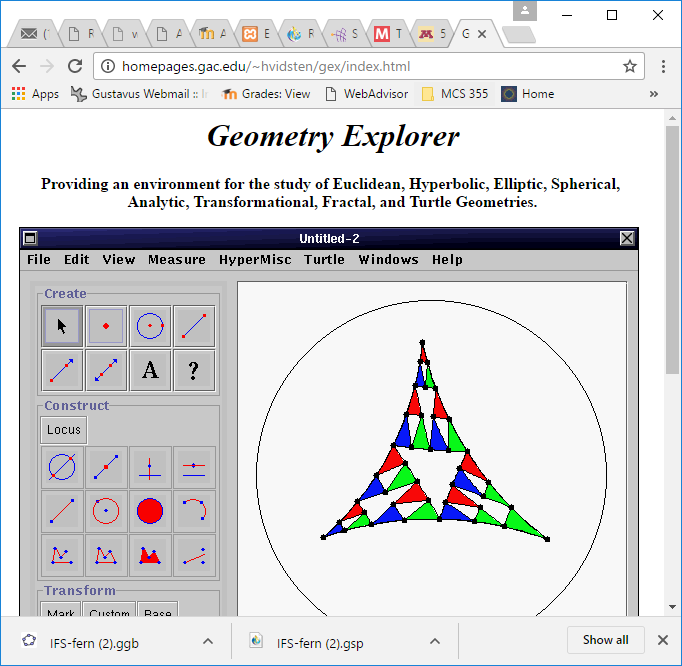 ( R v A A E R S T 5 G
homepages.gac.edu/~hvidsten/gex/index.html
Apps Gustavus Webmail :: Grades: View WebAdvisor MCS 355 Home »
Geometry Explorer
Providing an environment for the study of Euclidean, Hyperbolic, Elliptic, Spherical,
Analytic, Transformational, Fractal, and Turtle Geometries.
Untitled-2
File Edit View Measure HyperMisc Turtle Windows Help
Create
A ?
Construct
Locus
Transform
Mark Custom Base
IFS-fern (2).ggb IFS-fern (2).gsp Show all